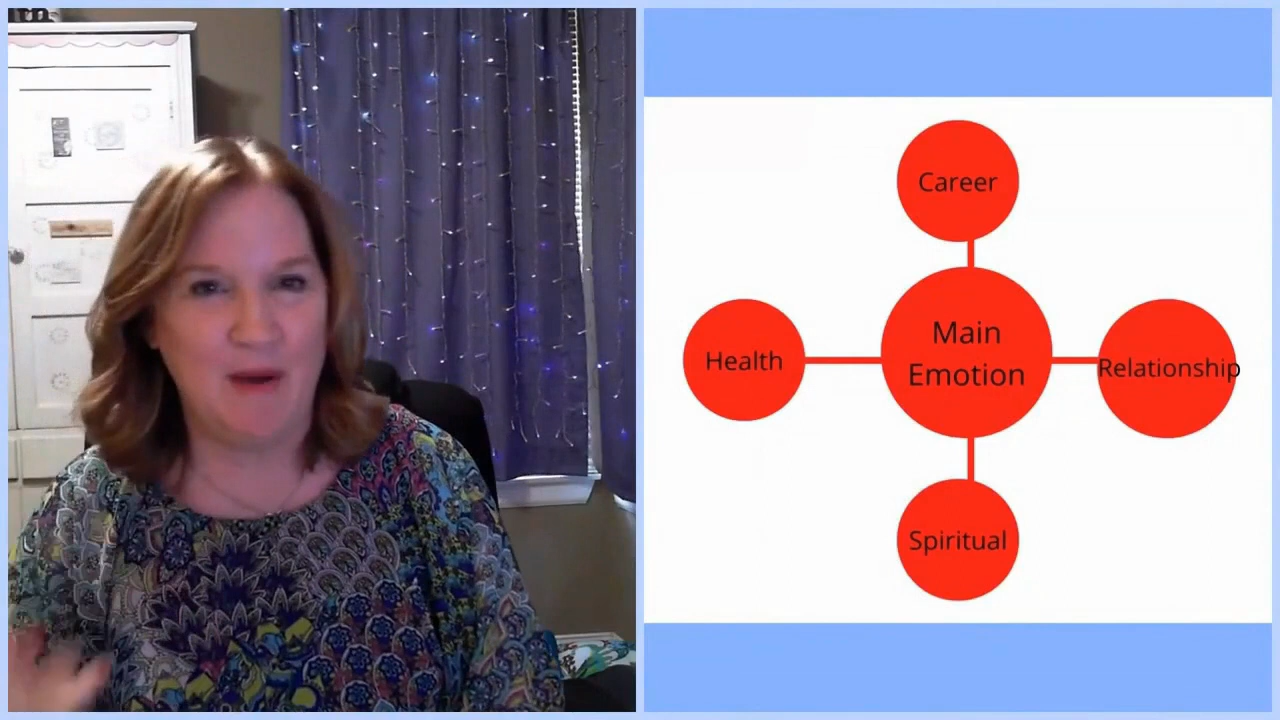 Career
Health
Main
Emotion
Relationship
Spiritual